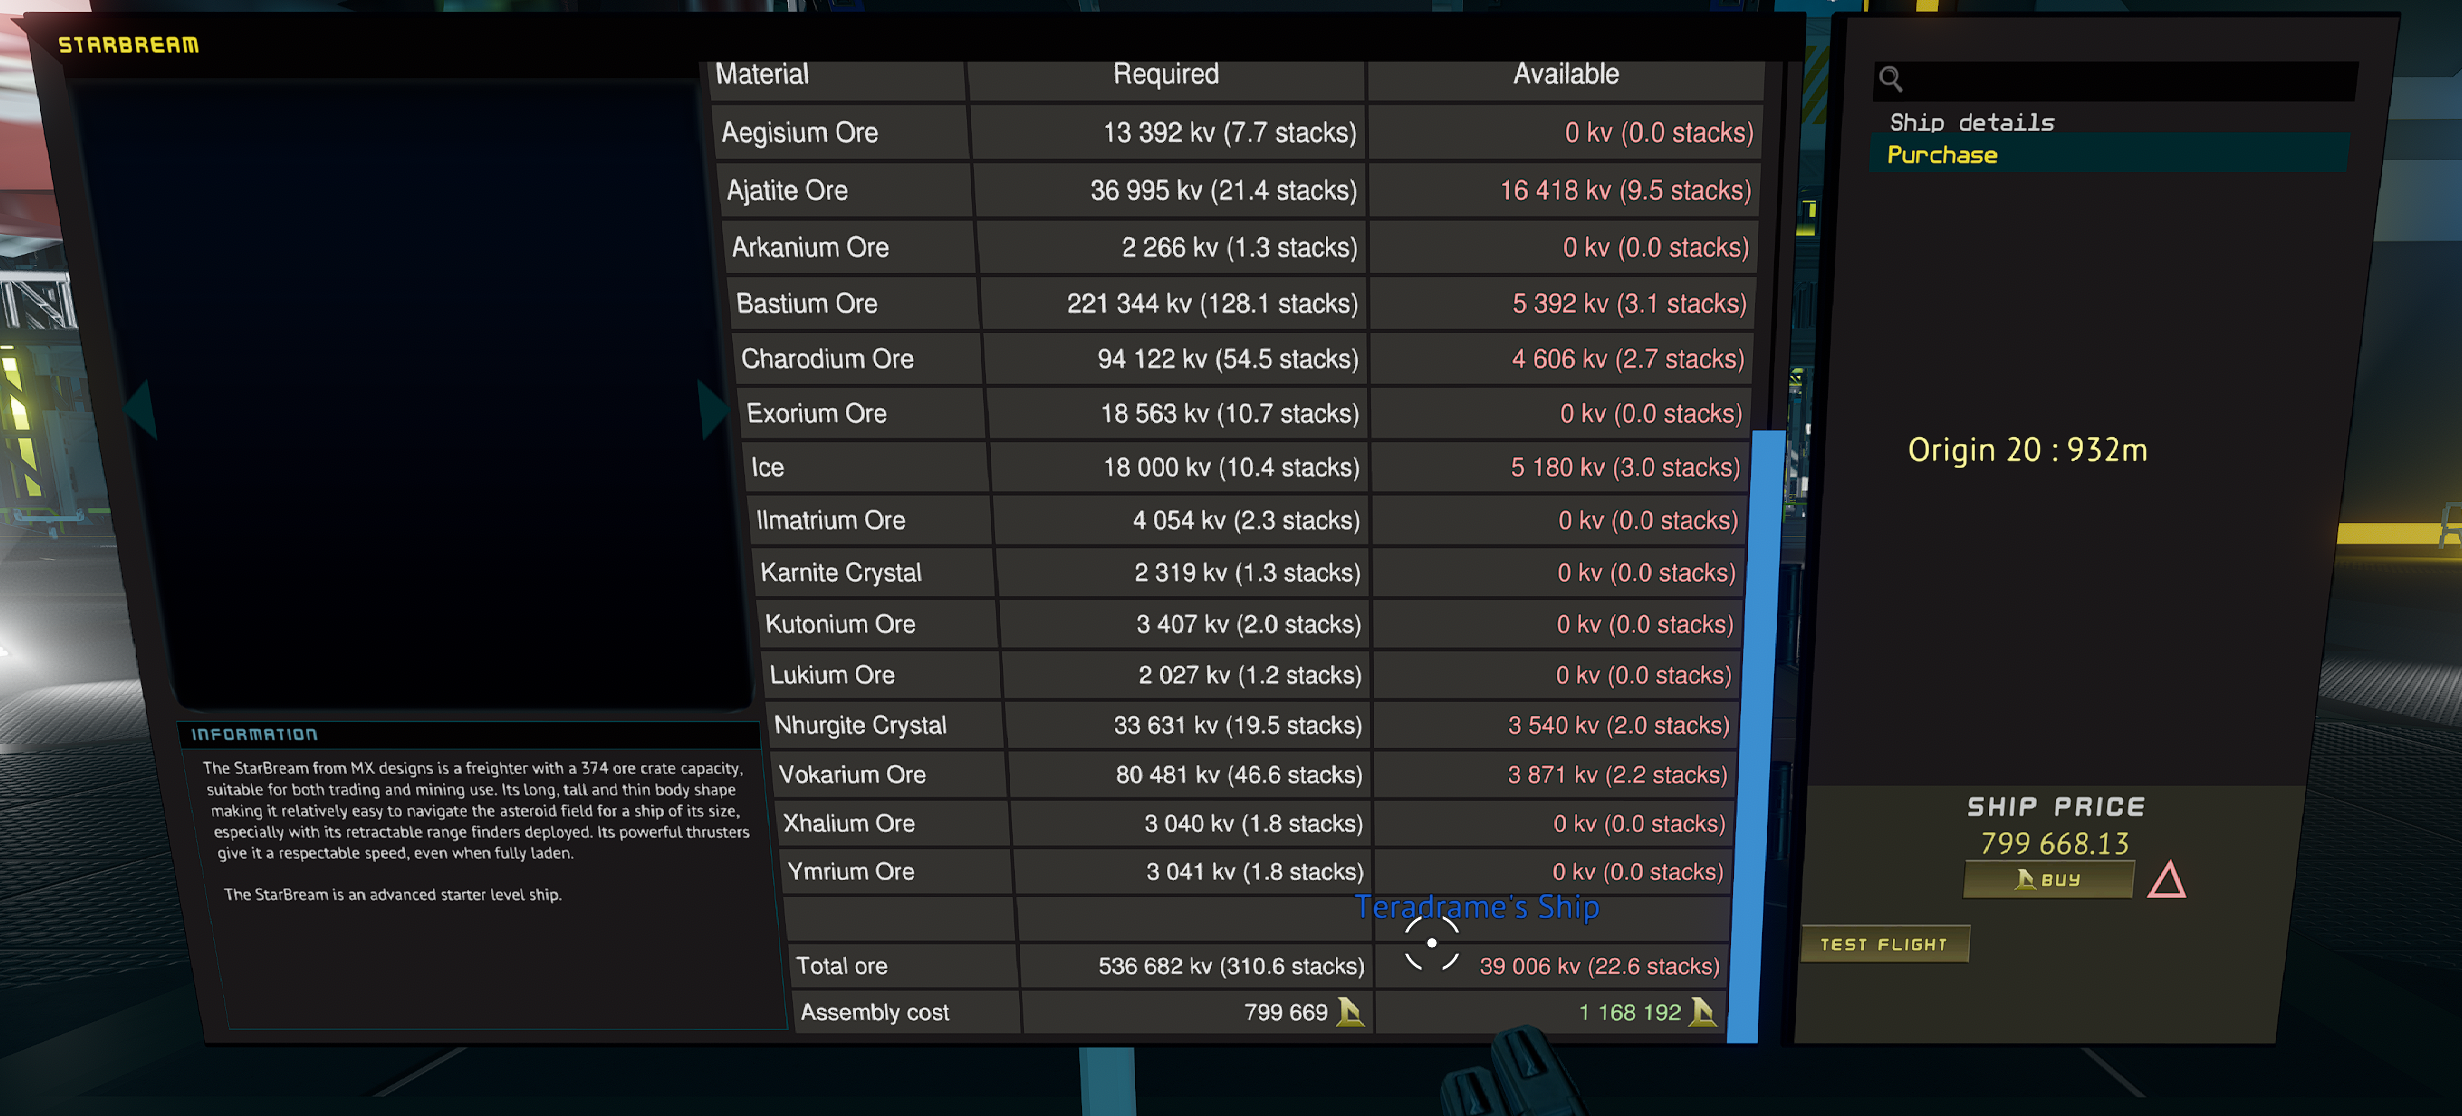 STARBREAM
Material Required Available
Aegisium Ore 13 392 kv (7.7 stacks) 0 kv (0.0 stacks)
Ajatite Ore 36 995 kv (21.4 stacks) 16 418 kv (9.5 stacks)
Arkanium Ore 2 266 kv (1.3 stacks) 0 kv (0.0 stacks)
Bastium Ore 221 344 kv (128.1 stacks) 5 392 kv (3.1 stacks)
Charodium Ore 94 122 kv (54.5 stacks) 4 606 kv (2.7 stacks)
Exorium Ore 18 563 kv (10.7 stacks) 0 kv (0.0 stacks)
Ice 18 000 kv (10.4 stacks) 5 180 kv (3.0 stacks)
Ilmatrium Ore 4 054 kv (2.3 stacks) 0 kv (0.0 stacks)
Karnite Crystal 2 319 kv (1.3 stacks) 0 kv (0.0 stacks)
Kutonium Ore 3 407 kv (2.0 stacks) 0 kv (0.0 stacks)
Lukium Ore 2 027 kv (1.2 stacks) 0 kv (0.0 stacks)
Nhurgite Crystal 33 631 kv (19.5 stacks) 3 540 kv (2.0 stacks)
Vokarium Ore 80 481 kv (46.6 stacks) 3 871 kv (2.2 stacks)
Xhalium Ore 3 040 kv (1.8 stacks) 0 kv (0.0 stacks)
Ymrium Ore 3 041 kv (1.8 stacks) 0 kv (0.0 stacks)
Teradrame's Ship
Total ore 536 682 kv (310.6 stacks) 39 006 kv (22.6 stacks)
Assembly cost 799 669 1 168 192
INFORMATION
The StarBream from MX designs is a freighter with a 374 ore crate capacity,
suitable for both trading and mining use. Its long, tall and thin body shape
making it relatively easy to navigate the asteroid field for a ship of its size,
especially with its retractable range finders deployed. Its powerful thrusters
give it a respectable speed, even when fully laden.
The StarBream is an advanced starter level ship.
Ship details
Purchase
Origin 20 : 932m
SHIP PRICE
799 668.13
BUY
TEST FLIGHT